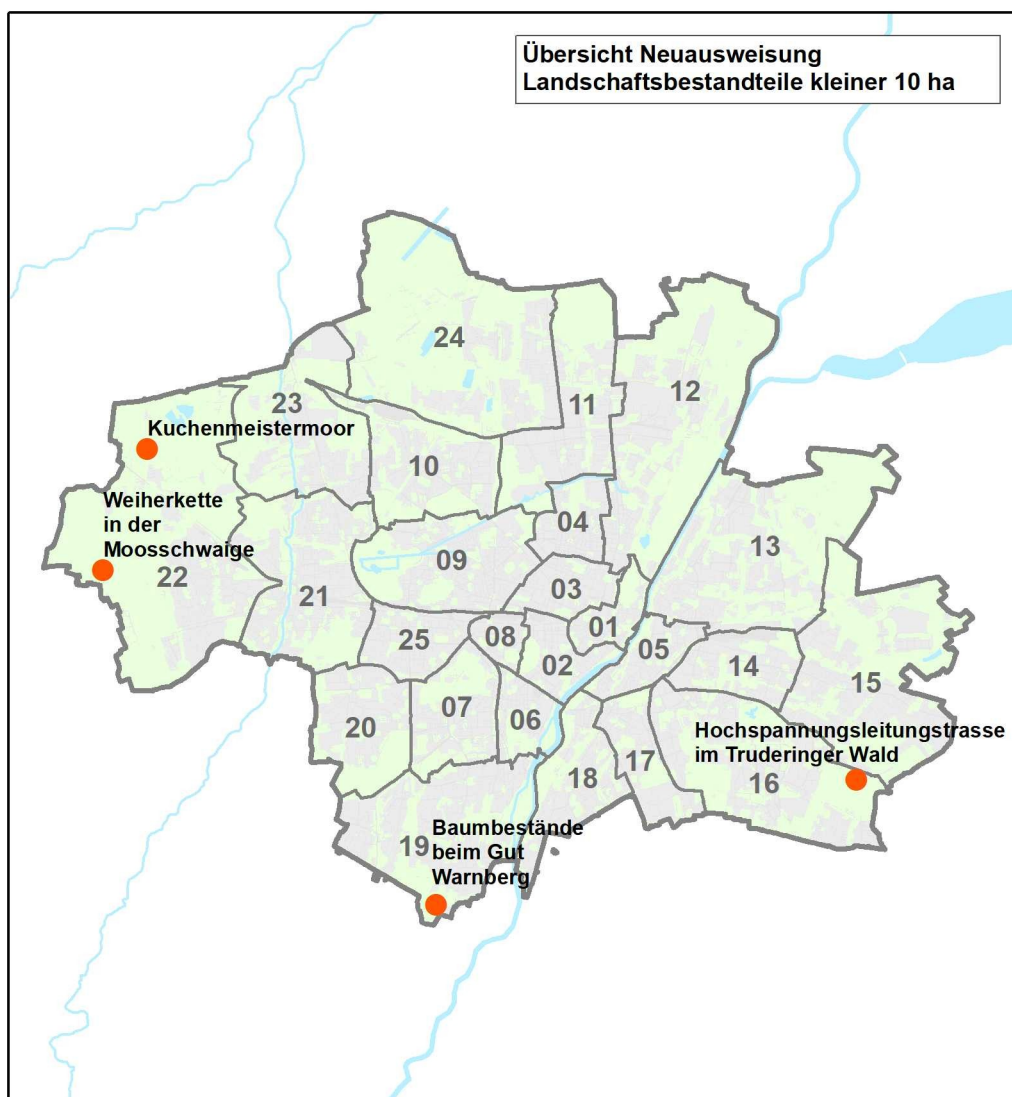 Übersicht Neuausweisung
Landschaftsbestandteile kleiner 10 ha
24
12
11
23
Kuchenmeistermoor
10
Weiherkette
in der
Moosschwaige
04
13
09
22
21
03
01
08
25
02
05
14
15
07
20
06
Hochspannungsleitungstrasse
im Truderinger Wald
17
18
16
Baumbestände
beim Gut
Warnberg
19